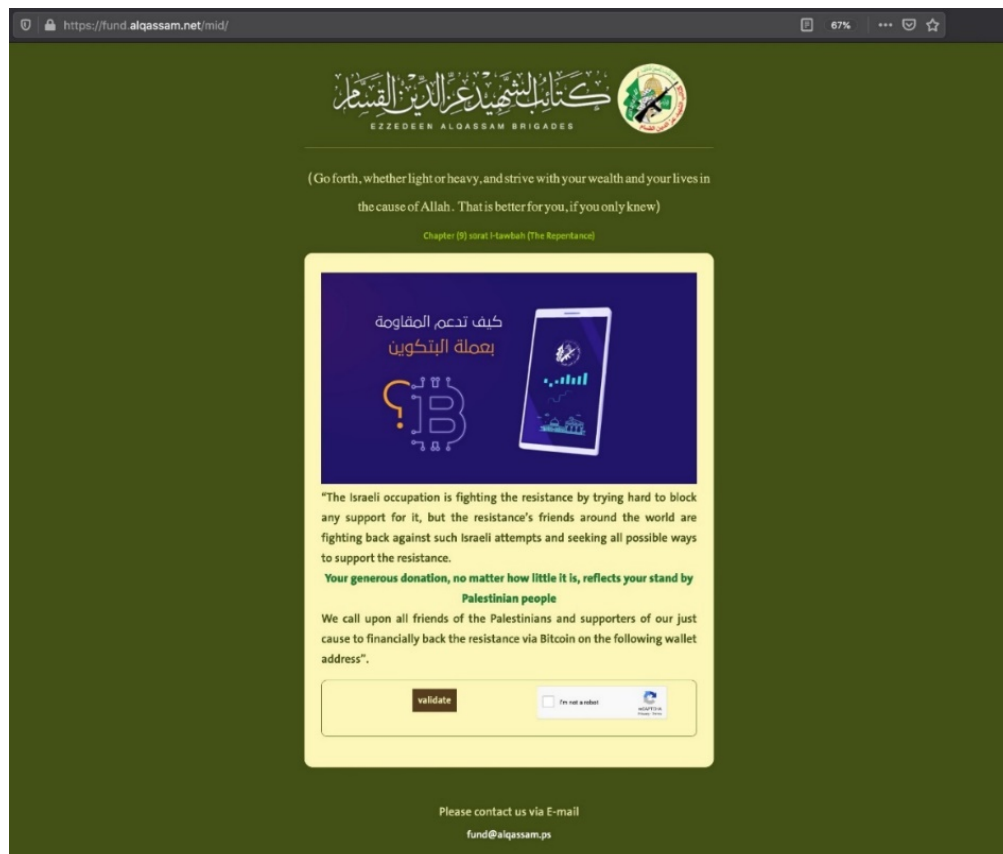 https://fund.alqassam.net/mid/
67%
كتائب الشهيد عز الدين القسام
EZZEDEEN ALQASSAM BRIGADES
(Go forth, whether light or heavy, and strive with your wealth and your lives in
the cause of Allah. That is better for you, if you only knew)
Chapter (9) sorat l-tawbah (The Repentance)
كيف تدعم المقاومة
بعملة البتكوين
؟
"The Israeli occupation is fighting the resistance by trying hard to block
any support for it, but the resistance's friends around the world are
fighting back against such Israeli attempts and seeking all possible ways
to support the resistance.
Your generous donation, no matter how little it is, reflects your stand by
Palestinian people
We call upon all friends of the Palestinians and supporters of our just
cause to financially back the resistance via Bitcoin on the following wallet
address".
validate
I'm not a robot
reCAPTCHA
Privacy - Terms
Please contact us via E-mail
fund@alqassam.ps